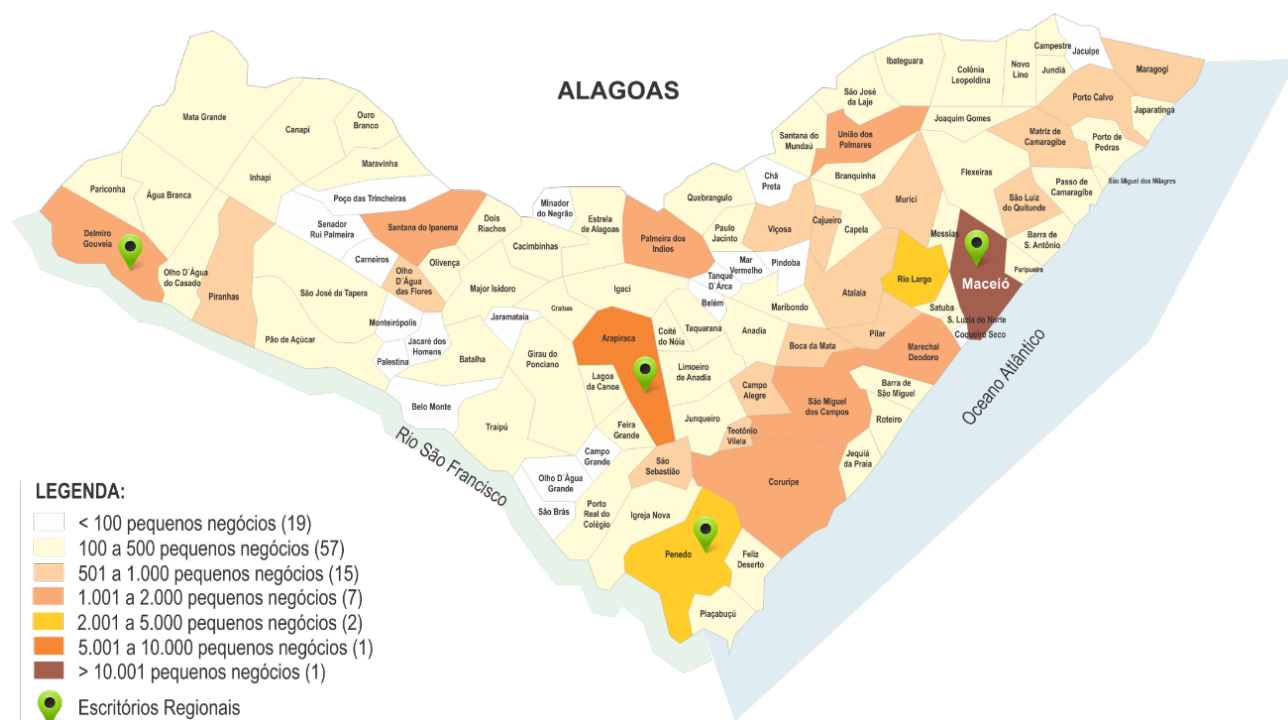 ALAGOAS
Campestre
Jacuípe
Ibateguara
Colônia
Leopoldina
Novo
Lino
Jundiá
Maragogi
São José
da Laje
Porto Calvo
Japaratinga
Ouro
Branco
Mata Grande
Canapi
Joaquim Gomes
Santana do
Mundaú
União dos
Palmares
Matriz de
Camaragibe
Porto de
Pedras
Maravinha
Inhapi
Pariconha
Água Branca
Chã
Preta
Branquinha
Flexeiras
Passo de
Camaragibe
São Miguel dos Milagres
Poço das Trincheiras
Minador
do Negrão
Quebrangulo
Murici
São Luiz
do Quitunde
Senador
Rui Palmeira
Santana do Ipanema
Dois
Riachos
Estrela
de Alagoas
Paulo
Jacinto
Viçosa
Cajueiro
Capela
Messias
Barra de
S. Antônio
Delmiro
Gouveia
Cacimbinhas
Palmeira dos
Indios
Carneiros
Olivença
Mar
Vermelho
Pindoba
Paripueira
Olho D´Água
do Casado
Piranhas
Olho
D´Água
das Flores
Tanque
D´Arca
Rio Largo
Maceió
São José da Tapera
Major Isidoro
Igaci
Belém
Maribondo
Atalaia
Satuba
S. Luzia do Norte
Coqueiro Seco
Craíbas
Jaramataia
Monteirópolis
Pão de Açúcar
Jacaré dos
Homens
Palestina
Batalha
Girau do
Ponciano
Arapiraca
Coité
do Nóia
Taquarana
Anadia
Boca da Mata
Pilar
Marechal
Deodoro
Lagoa
da Canoa
Limoeiro
de Anadia
Campo
Alegre
Barra de
São Miguel
Belo Monte
São Miguel
dos Campos
Roteiro
Traipú
Feira
Grande
Junqueiro
Teotônio
Vilela
Jequiá
da Praia
Campo
Grande
São
Sebastião
Olho D´Água
Grande
Coruripe
São Brás
Porto
Real do
Colégio
Igreja Nova
Penedo
Feliz
Deserto
Piaçabuçú
Rio São Francisco
Oceano Atlântico
LEGENDA:
< 100 pequenos negócios (19)
100 a 500 pequenos negócios (57)
501 a 1.000 pequenos negócios (15)
1.001 a 2.000 pequenos negócios (7)
2.001 a 5.000 pequenos negócios (2)
5.001 a 10.000 pequenos negócios (1)
> 10.001 pequenos negócios (1)
Escritórios Regionais